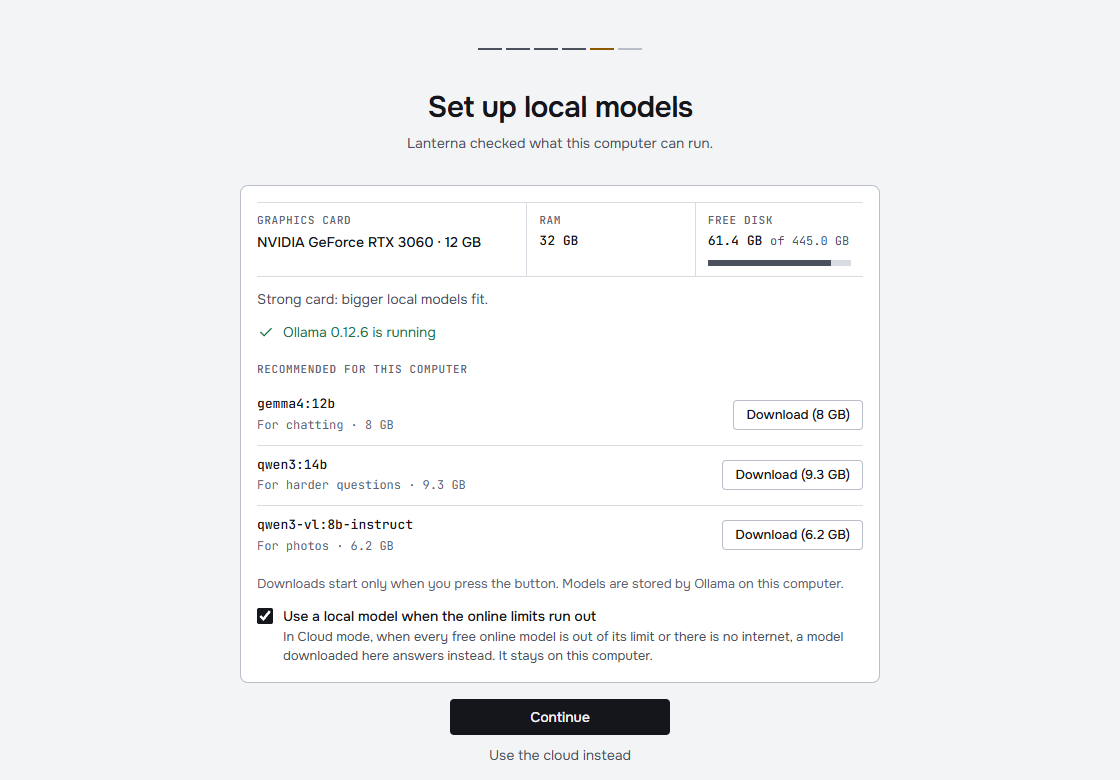 Set up local models
Lanterna checked what this computer can run.
GRAPHICS CARD
NVIDIA GeForce RTX 3060 · 12 GB
RAM
32 GB
FREE DISK
61.4 GB of 445.0 GB
Strong card: bigger local models fit.
Ollama 0.12.6 is running
RECOMMENDED FOR THIS COMPUTER
gemma4:12b
For chatting · 8 GB
Download (8 GB)
qwen3:14b
For harder questions · 9.3 GB
Download (9.3 GB)
qwen3-vl:8b-instruct
For photos · 6.2 GB
Download (6.2 GB)
Downloads start only when you press the button. Models are stored by Ollama on this computer.
Use a local model when the online limits run out
In Cloud mode, when every free online model is out of its limit or there is no internet, a model
downloaded here answers instead. It stays on this computer.
Continue
Use the cloud instead